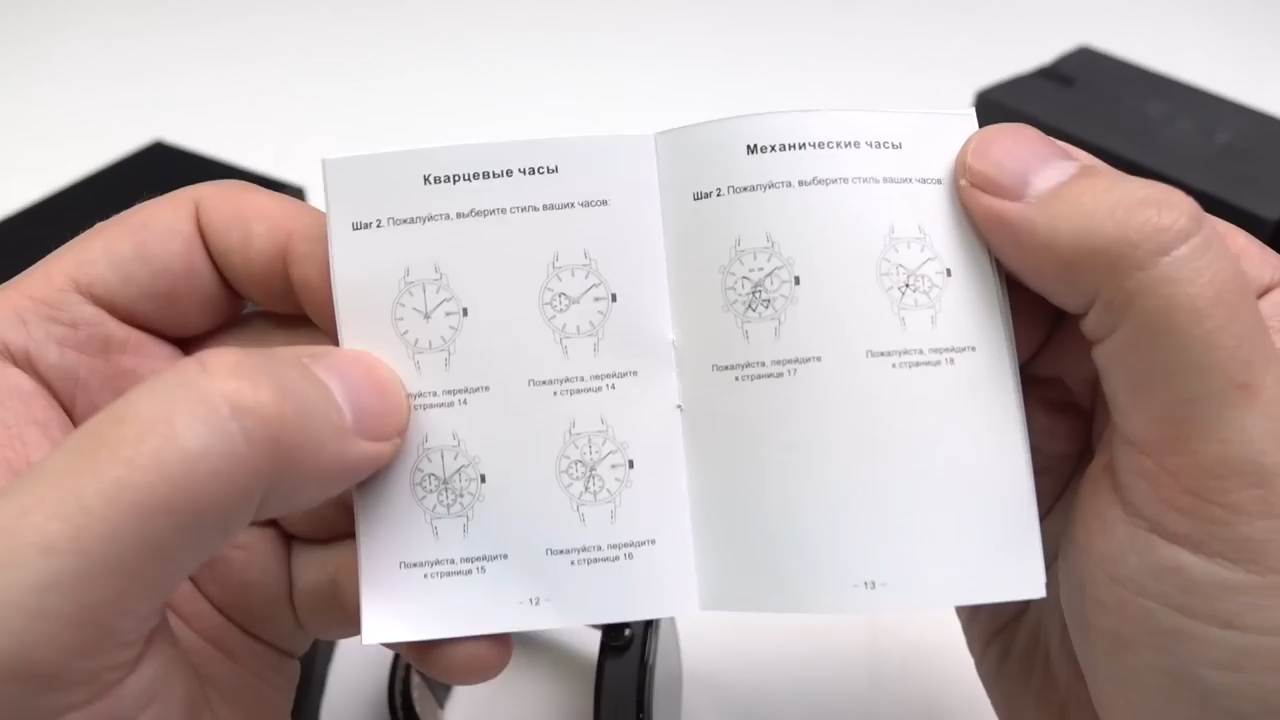 Кварцевые часы
Шаг 2. Пожалуйста, выберите стиль ваших часов:
перейдите
странице 14
Пожалуйста, перейдите
к странице 14
Пожалуйста, перейдите
к странице 15
Пожалуйста, перейдите
к странице 16
- 12 -
Механические часы
Шаг 2. Пожалуйста, выберите стиль ваших часов:
Пожалуйста, перейдите
к странице 17
Пожалуйста, перейдите
к странице 18
- 13 -